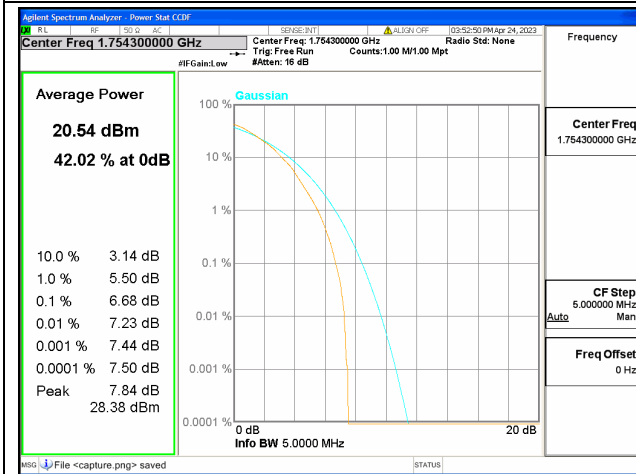 Agilent Spectrum Analyzer - Power Stat CCDF
RL RF 50 Ω AC SENSE:INT ALIGN OFF 03:52:50 PM Apr 24, 2023
Center Freq 1.754300000 GHz
Center Freq: 1.754300000 GHz Radio Std: None
Trig: Free Run Counts:1.00 M/1.00 Mpt
#IFGain:Low #Atten: 16 dB
Frequency
Average Power
20.54 dBm
42.02 % at 0dB
10.0 % 3.14 dB
1.0 % 5.50 dB
0.1 % 6.68 dB
0.01 % 7.23 dB
0.001 % 7.44 dB
0.0001 % 7.50 dB
Peak 7.84 dB
28.38 dBm
Gaussian
100 %
10 %
1 %
0.1 %
0.01 %
0.001 %
0.0001 %
0 dB 20 dB
Info BW 5.0000 MHz
Center Freq
1.754300000 GHz
CF Step
5.000000 MHz
Auto Man
Freq Offset
0 Hz
MSG File <capture.png> saved STATUS